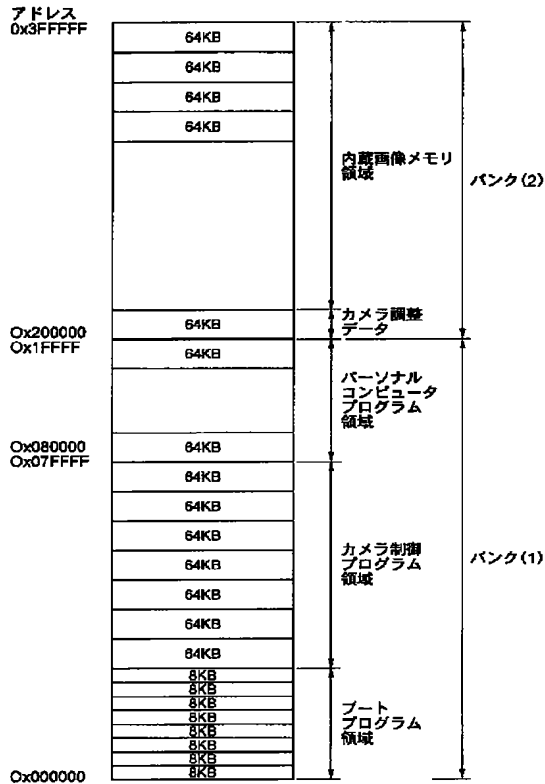 アドレス
0x3FFFFF
64KB
64KB
64KB
64KB
内蔵画像メモリ
領域
バンク(2)
64KB
カメラ調整
データ
0x200000
0x1FFFF
64KB
パーソナル
コンピュータ
プログラム
領域
0x080000
0x07FFFF
64KB
64KB
64KB
64KB
64KB
64KB
64KB
64KB
カメラ制御
プログラム
領域
バンク(1)
8KB
8KB
8KB
8KB
8KB
8KB
8KB
8KB
ブート
プログラム
領域
0x000000